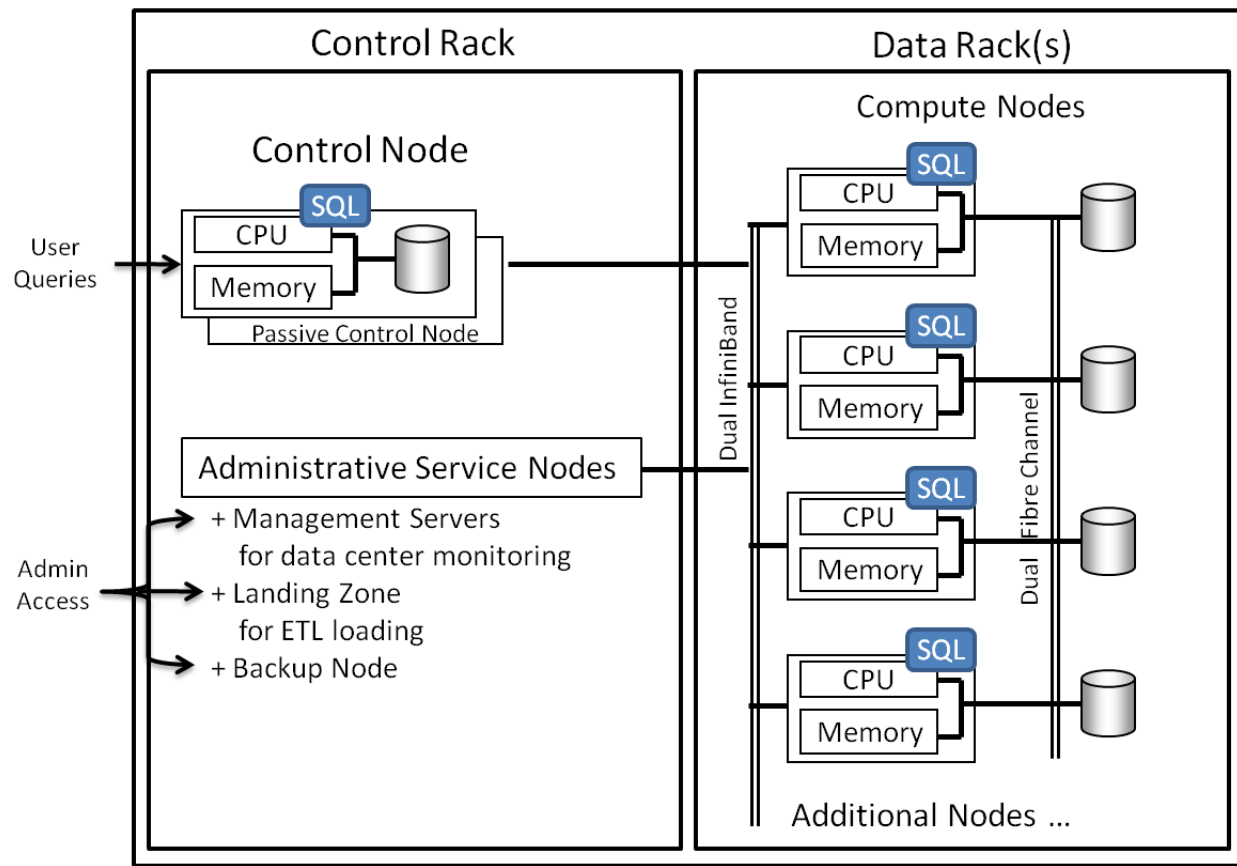 Control Rack
Data Rack(s)
Control Node
SQL
CPU
Memory
Passive Control Node
User
Queries
Administrative Service Nodes
+ Management Servers
for data center monitoring
+ Landing Zone
for ETL loading
+ Backup Node
Admin
Access
Dual InfiniBand
Compute Nodes
SQL
CPU
Memory
SQL
CPU
Memory
SQL
CPU
Memory
SQL
CPU
Memory
Dual Fibre Channel
Additional Nodes ...